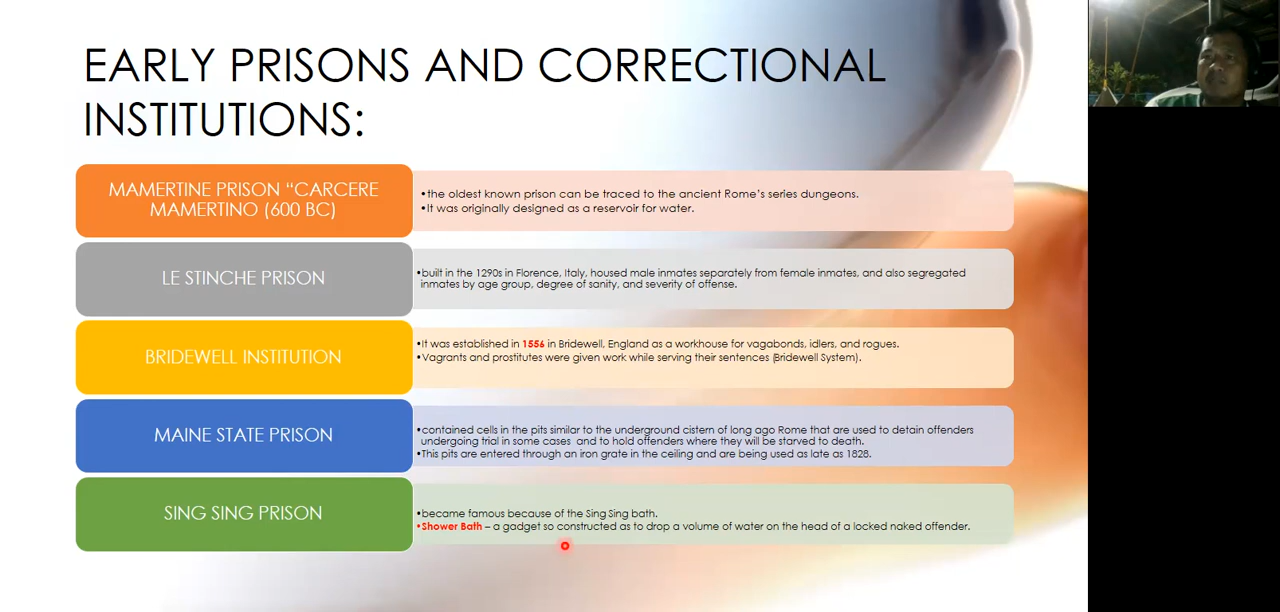 EARLY PRISONS AND CORRECTIONAL
INSTITUTIONS:
MAMERTINE PRISON “CARCERE
MAMERTINO (600 BC)
•the oldest known prison can be traced to the ancient Rome’s series dungeons.
•It was originally designed as a reservoir for water.
LE STINCHE PRISON
•built in the 1290s in Florence, Italy, housed male inmates separately from female inmates, and also segregated
inmates by age group, degree of sanity, and severity of offense.
BRIDEWELL INSTITUTION
•It was established in 1556 in Bridewell, England as a workhouse for vagabonds, idlers, and rogues.
•Vagrants and prostitutes were given work while serving their sentences (Bridewell System).
MAINE STATE PRISON
•contained cells in the pits similar to the underground cistern of long ago Rome that are used to detain offenders
undergoing trial in some cases and to hold offenders where they will be starved to death.
•This pits are entered through an iron grate in the ceiling and are being used as late as 1828.
SING SING PRISON
•became famous because of the Sing Sing bath.
•Shower Bath – a gadget so constructed as to drop a volume of water on the head of a locked naked offender.